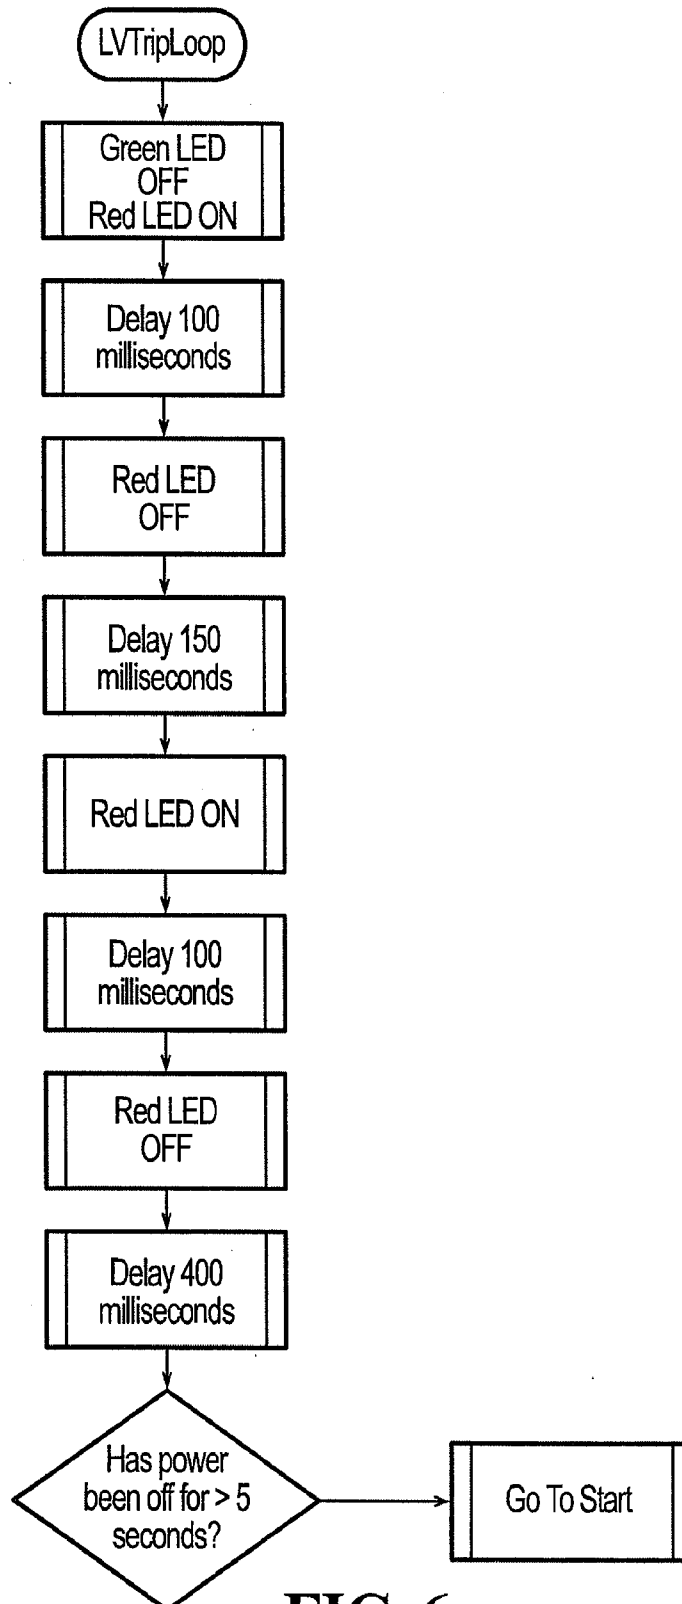 LVTripLoop
Green LED
OFF
Red LED ON
Delay 100
milliseconds
Red LED
OFF
Delay 150
milliseconds
Red LED ON
Delay 100
milliseconds
Red LED
OFF
Delay 400
milliseconds
Has power
been off for > 5
seconds?
Go To Start
FIG. 6